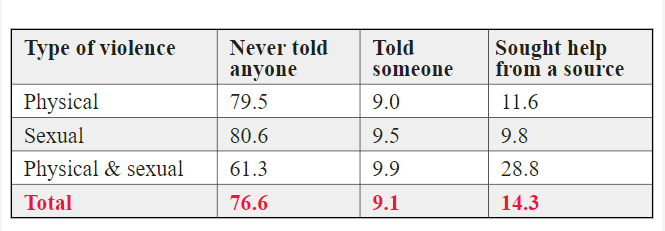 Type of violence Never told anyone Told someone Sought help from a source
Physical 79.5 9.0 11.6
Sexual 80.6 9.5 9.8
Physical & sexual 61.3 9.9 28.8
Total 76.6 9.1 14.3